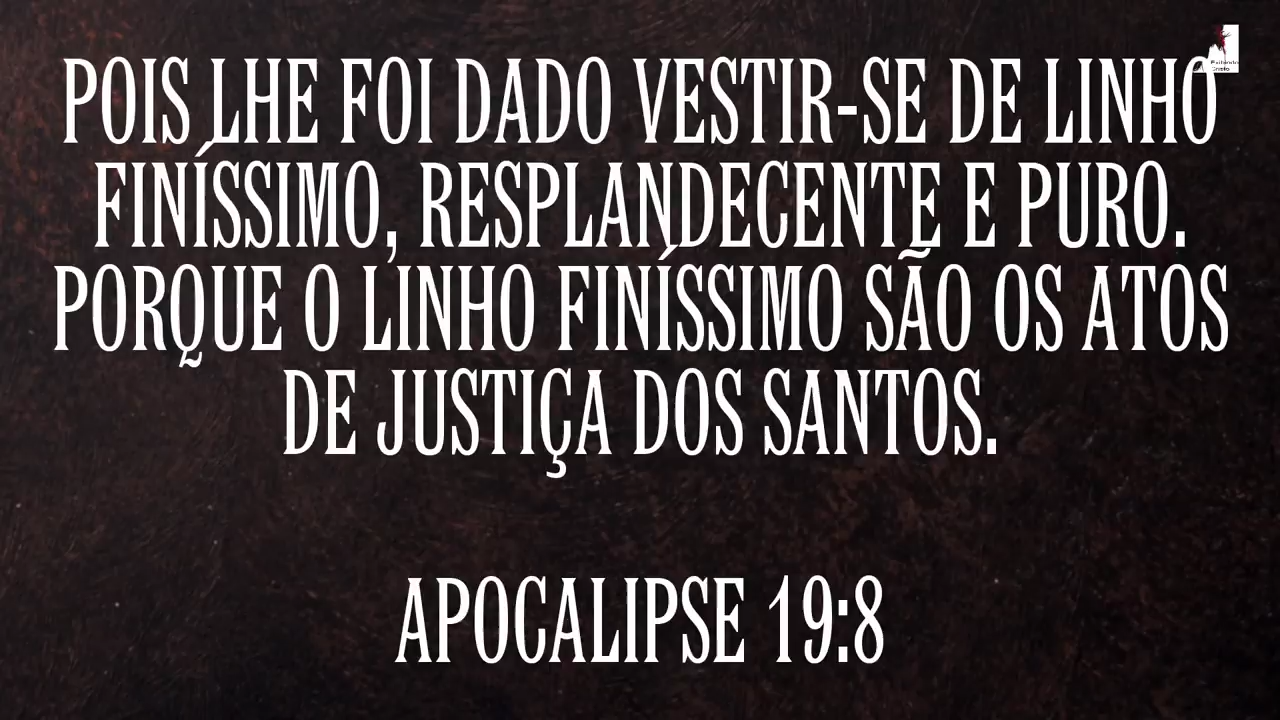 POIS LHE FOI DADO VESTIR-SE DE LINHO
FINÍSSIMO, RESPLANDECENTE E PURO.
PORQUE O LINHO FINÍSSIMO SÃO OS ATOS
DE JUSTIÇA DOS SANTOS.
APOCALIPSE 19:8